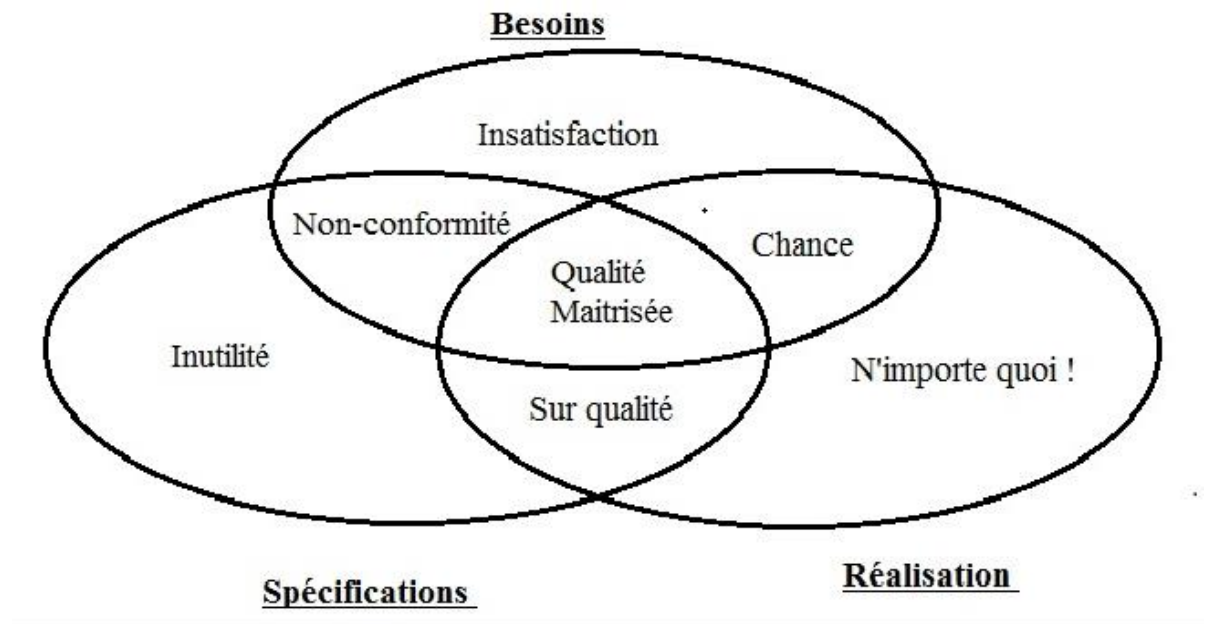 Besoins
Insatisfaction
Non-conformité
Chance
Qualité
Maitrisée
Inutilité
N'importe quoi !
Sur qualité
Spécifications
Réalisation